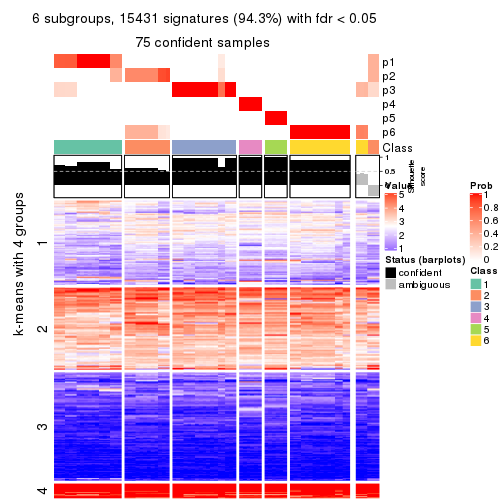 6 subgroups, 15431 signatures (94.3%) with fdr < 0.05
75 confident samples
p1
p2
p3
p4
p5
p6
Class
1
0.5
0
Silhouette
score
k-means with 4 groups
1
2
3
4
Value
5
4
3
2
1
Status (barplots)
confident
ambiguous
Prob
1
0.8
0.6
0.4
0.2
0
Class
1
2
3
4
5
6